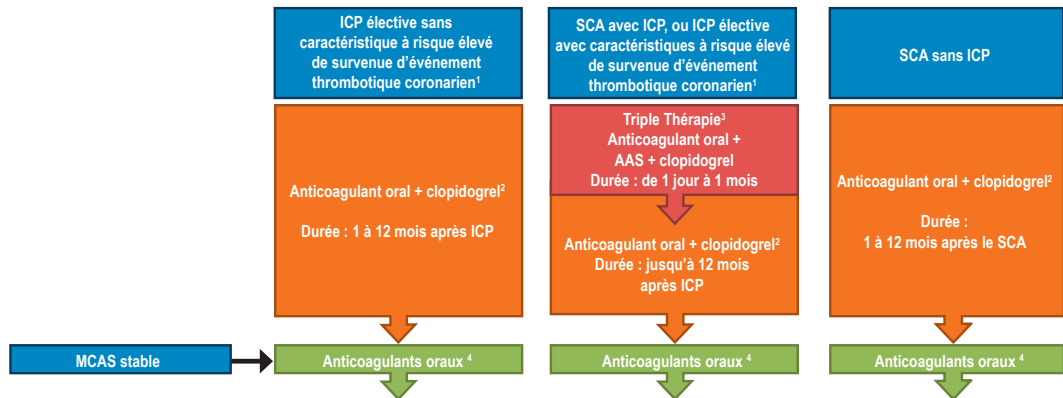 ICP élective sans
caractéristique à risque élevé
de survenue d'événement
thrombotique coronarien¹
SCA avec ICP, ou ICP élective
avec caractéristiques à risque élevé
de survenue d'événement
thrombotique coronarien¹
SCA sans ICP
Anticoagulant oral + clopidogrel²
Durée : 1 à 12 mois après ICP
Triple Thérapie³
Anticoagulant oral +
AAS + clopidogrel
Durée : de 1 jour à 1 mois
Anticoagulant oral + clopidogrel²
Durée : jusqu'à 12 mois
après ICP
Anticoagulant oral + clopidogrel²
Durée :
1 à 12 mois après le SCA
MCAS stable
Anticoagulants oraux ⁴
Anticoagulants oraux ⁴
Anticoagulants oraux ⁴